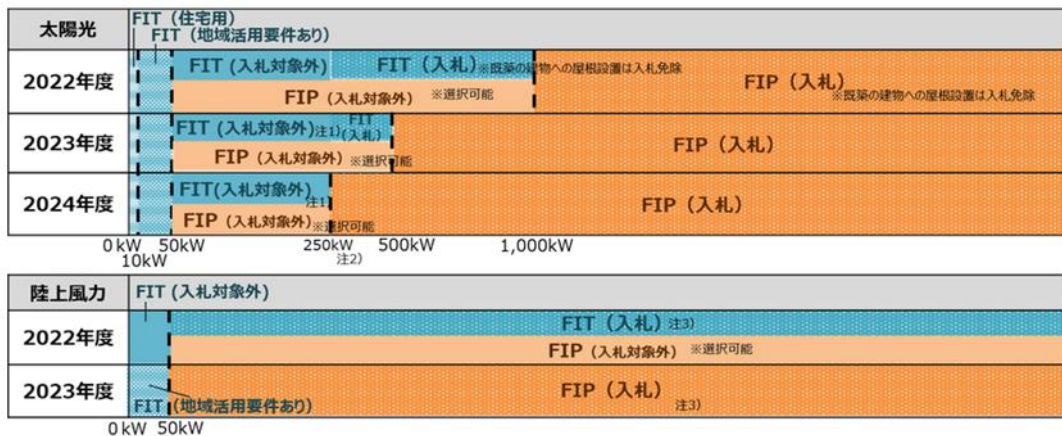 太陽光
FIT(住宅用)
FIT(地域活用要件あり)
2022年度
FIT(入札対象外)
FIT(入札)※既築の建物への屋根設置は入札免除
FIP(入札対象外) ※選択可能
FIP(入札)
※既築の建物への屋根設置は入札免除
2023年度
FIT(入札対象外)注1)
FIT
(入札)
FIP(入札対象外)※選択可能
FIP(入札)
2024年度
FIT(入札対象外)
注1)
FIP(入札対象外)※選択可能
FIP(入札)
0kW 50kW 250kW 500kW 1,000kW
10kW 注2)
陸上風力
FIT(入札対象外)
2022年度
FIT(入札)注3)
FIP(入札対象外) ※選択可能
2023年度
FIP(入札)
注3)
FIT(地域活用要件あり)
0kW 50kW